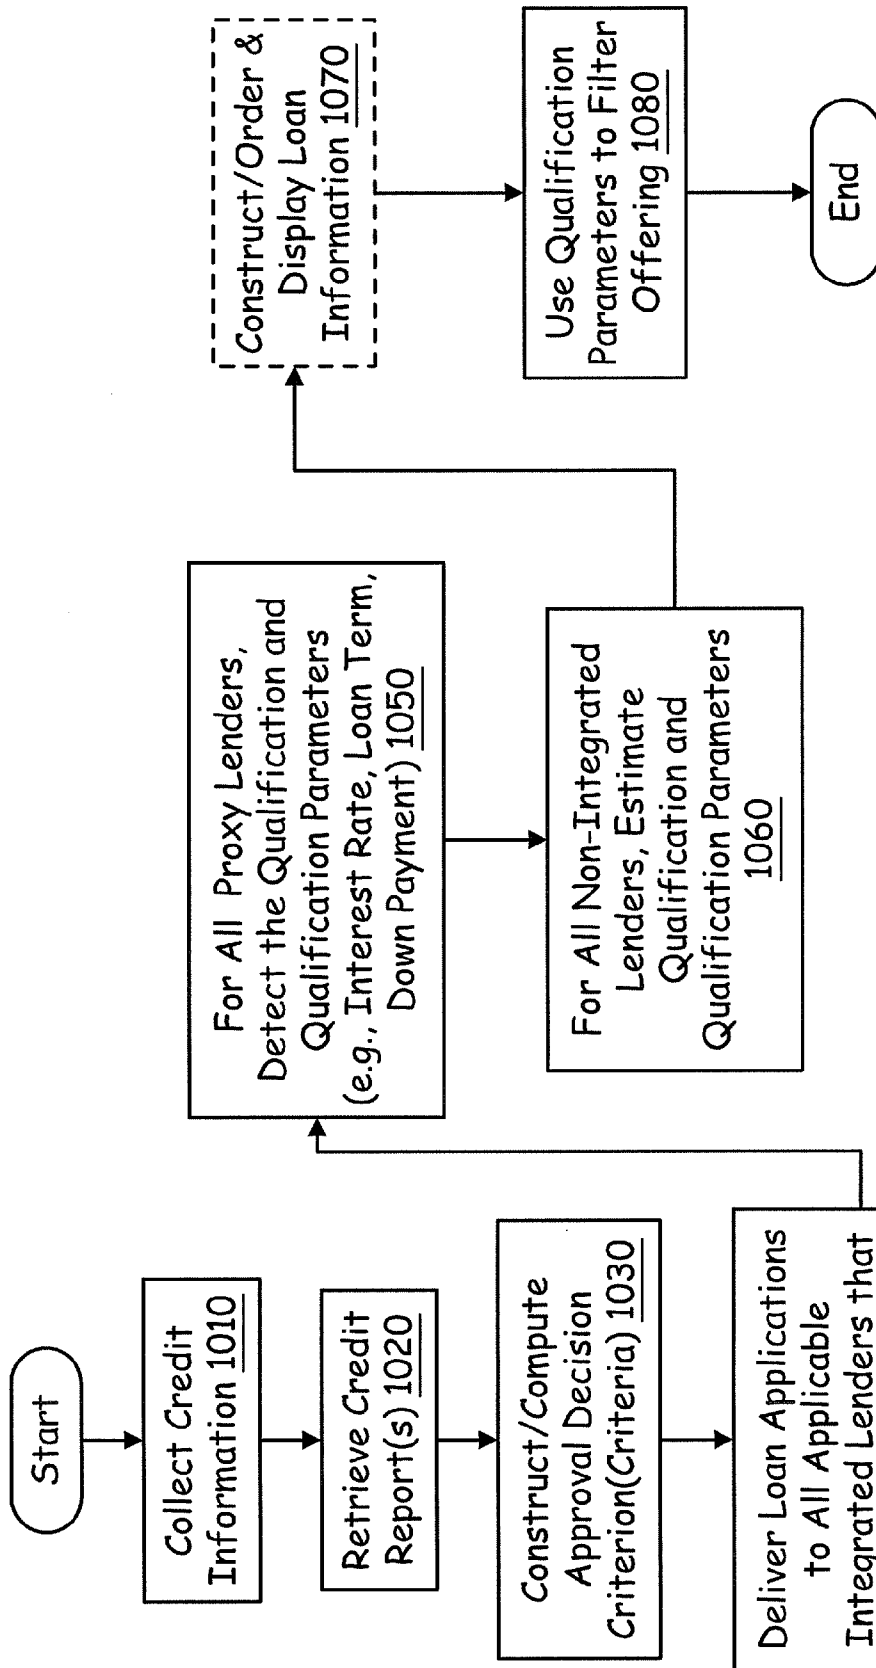 Start
Collect Credit
Information 1010
Retrieve Credit
Report(s) 1020
Construct/Compute
Approval Decision
Criterion(Criteria) 1030
Deliver Loan Applications
to All Applicable
Integrated Lenders that
For All Proxy Lenders,
Detect the Qualification and
Qualification Parameters
(e.g., Interest Rate, Loan Term,
Down Payment) 1050
For All Non-Integrated
Lenders, Estimate
Qualification and
Qualification Parameters
1060
Construct/Order &
Display Loan
Information 1070
Use Qualification
Parameters to Filter
Offering 1080
End